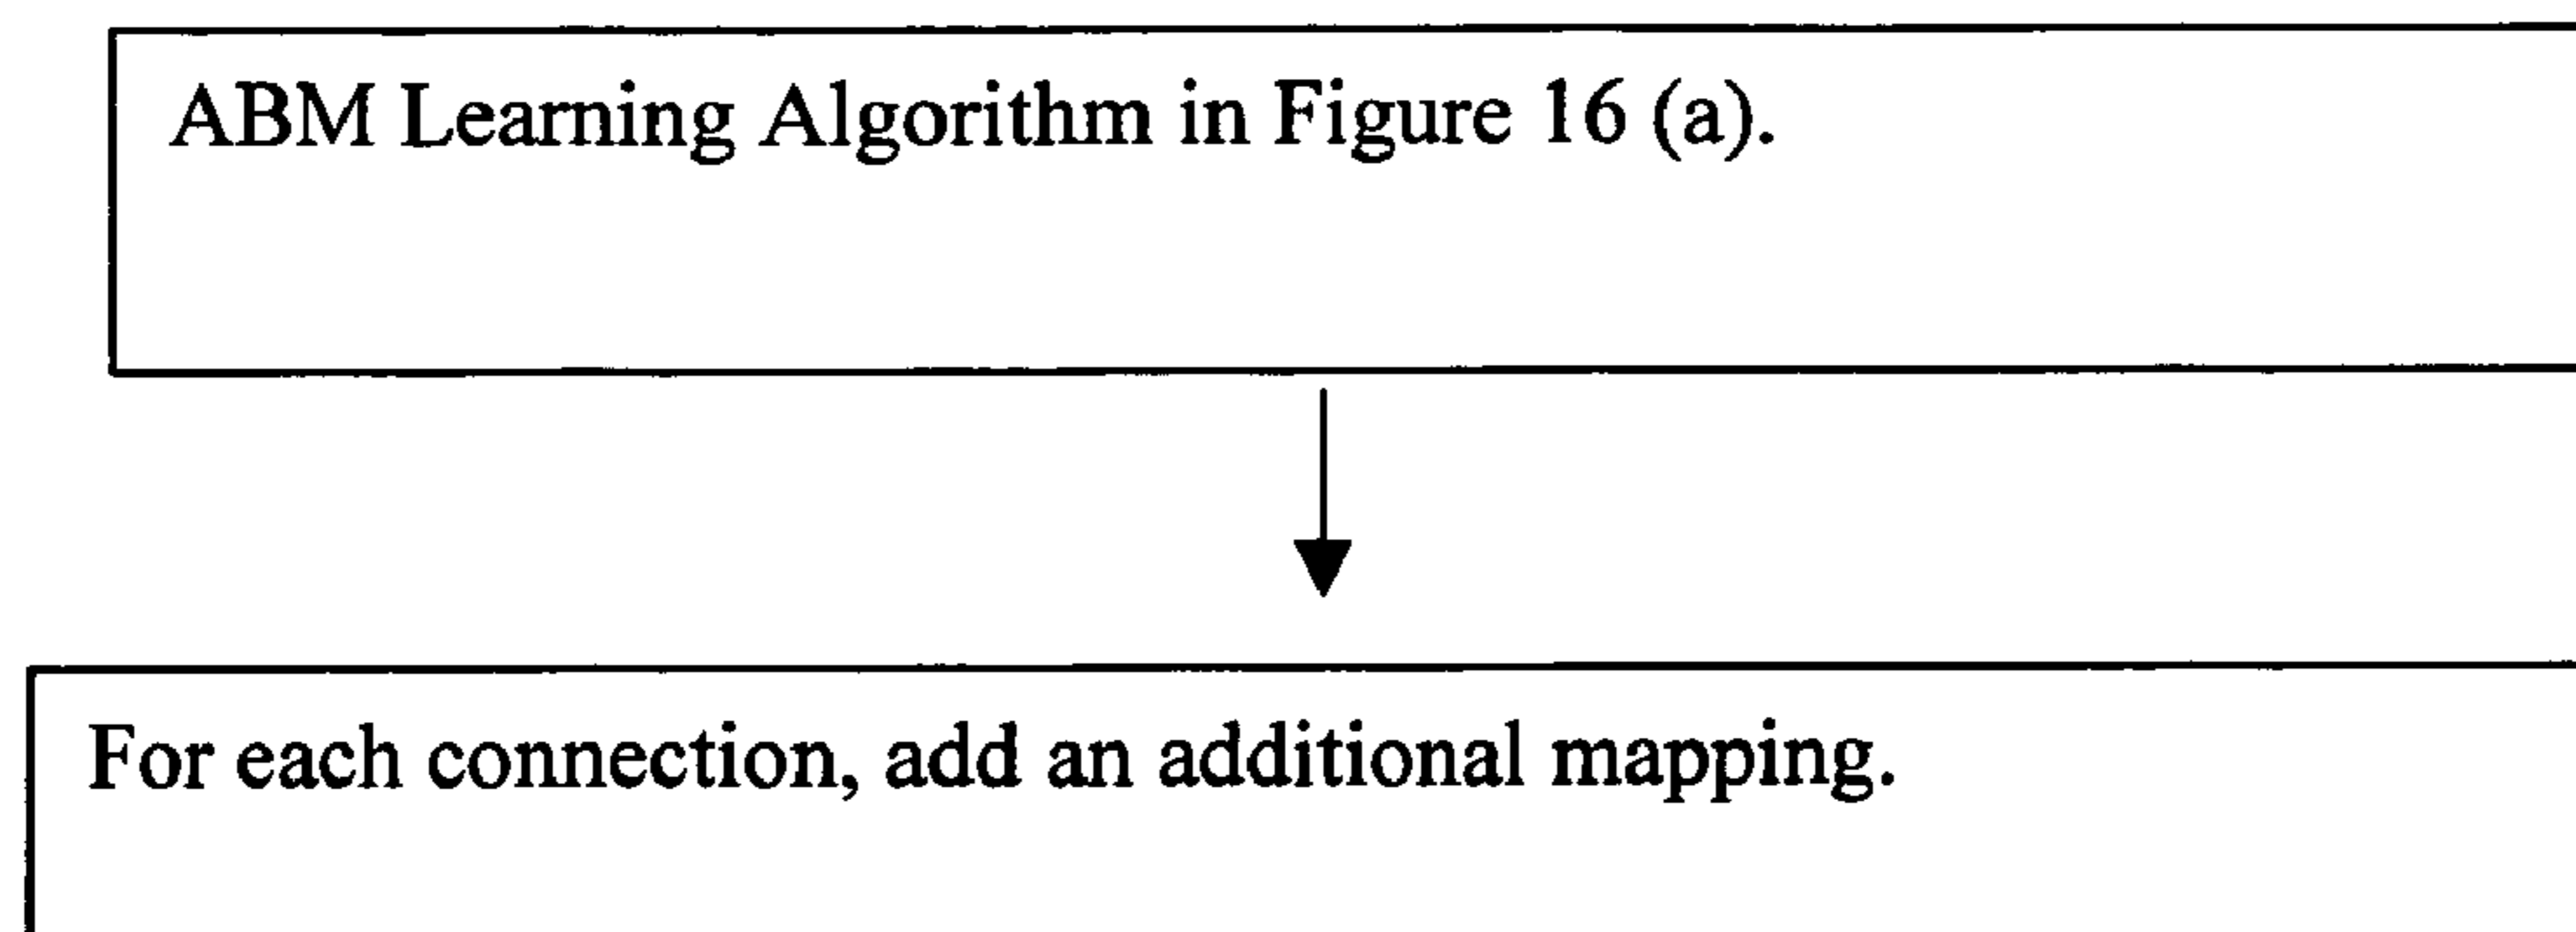 ABM Learning Algorithm in Figure 16 (a).
For each connection, add an additional mapping.